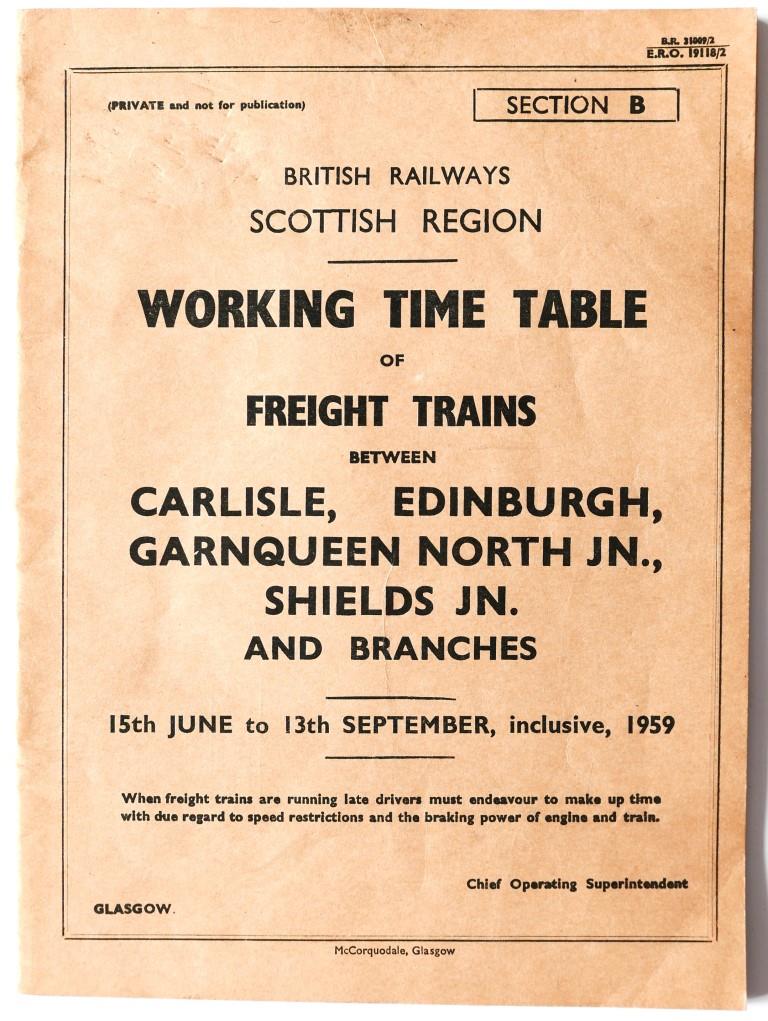 B.R. 31009/2
E.R.O. 19118/2
(PRIVATE and not for publication)
SECTION B
BRITISH RAILWAYS
SCOTTISH REGION
WORKING TIME TABLE
OF
FREIGHT TRAINS
BETWEEN
CARLISLE, EDINBURGH,
GARNQUEEN NORTH JN.,
SHIELDS JN.
AND BRANCHES
15th JUNE to 13th SEPTEMBER, inclusive, 1959
When freight trains are running late drivers must endeavour to make up time
with due regard to speed restrictions and the braking power of engine and train.
Chief Operating Superintendent
GLASGOW.
McCorquodale, Glasgow